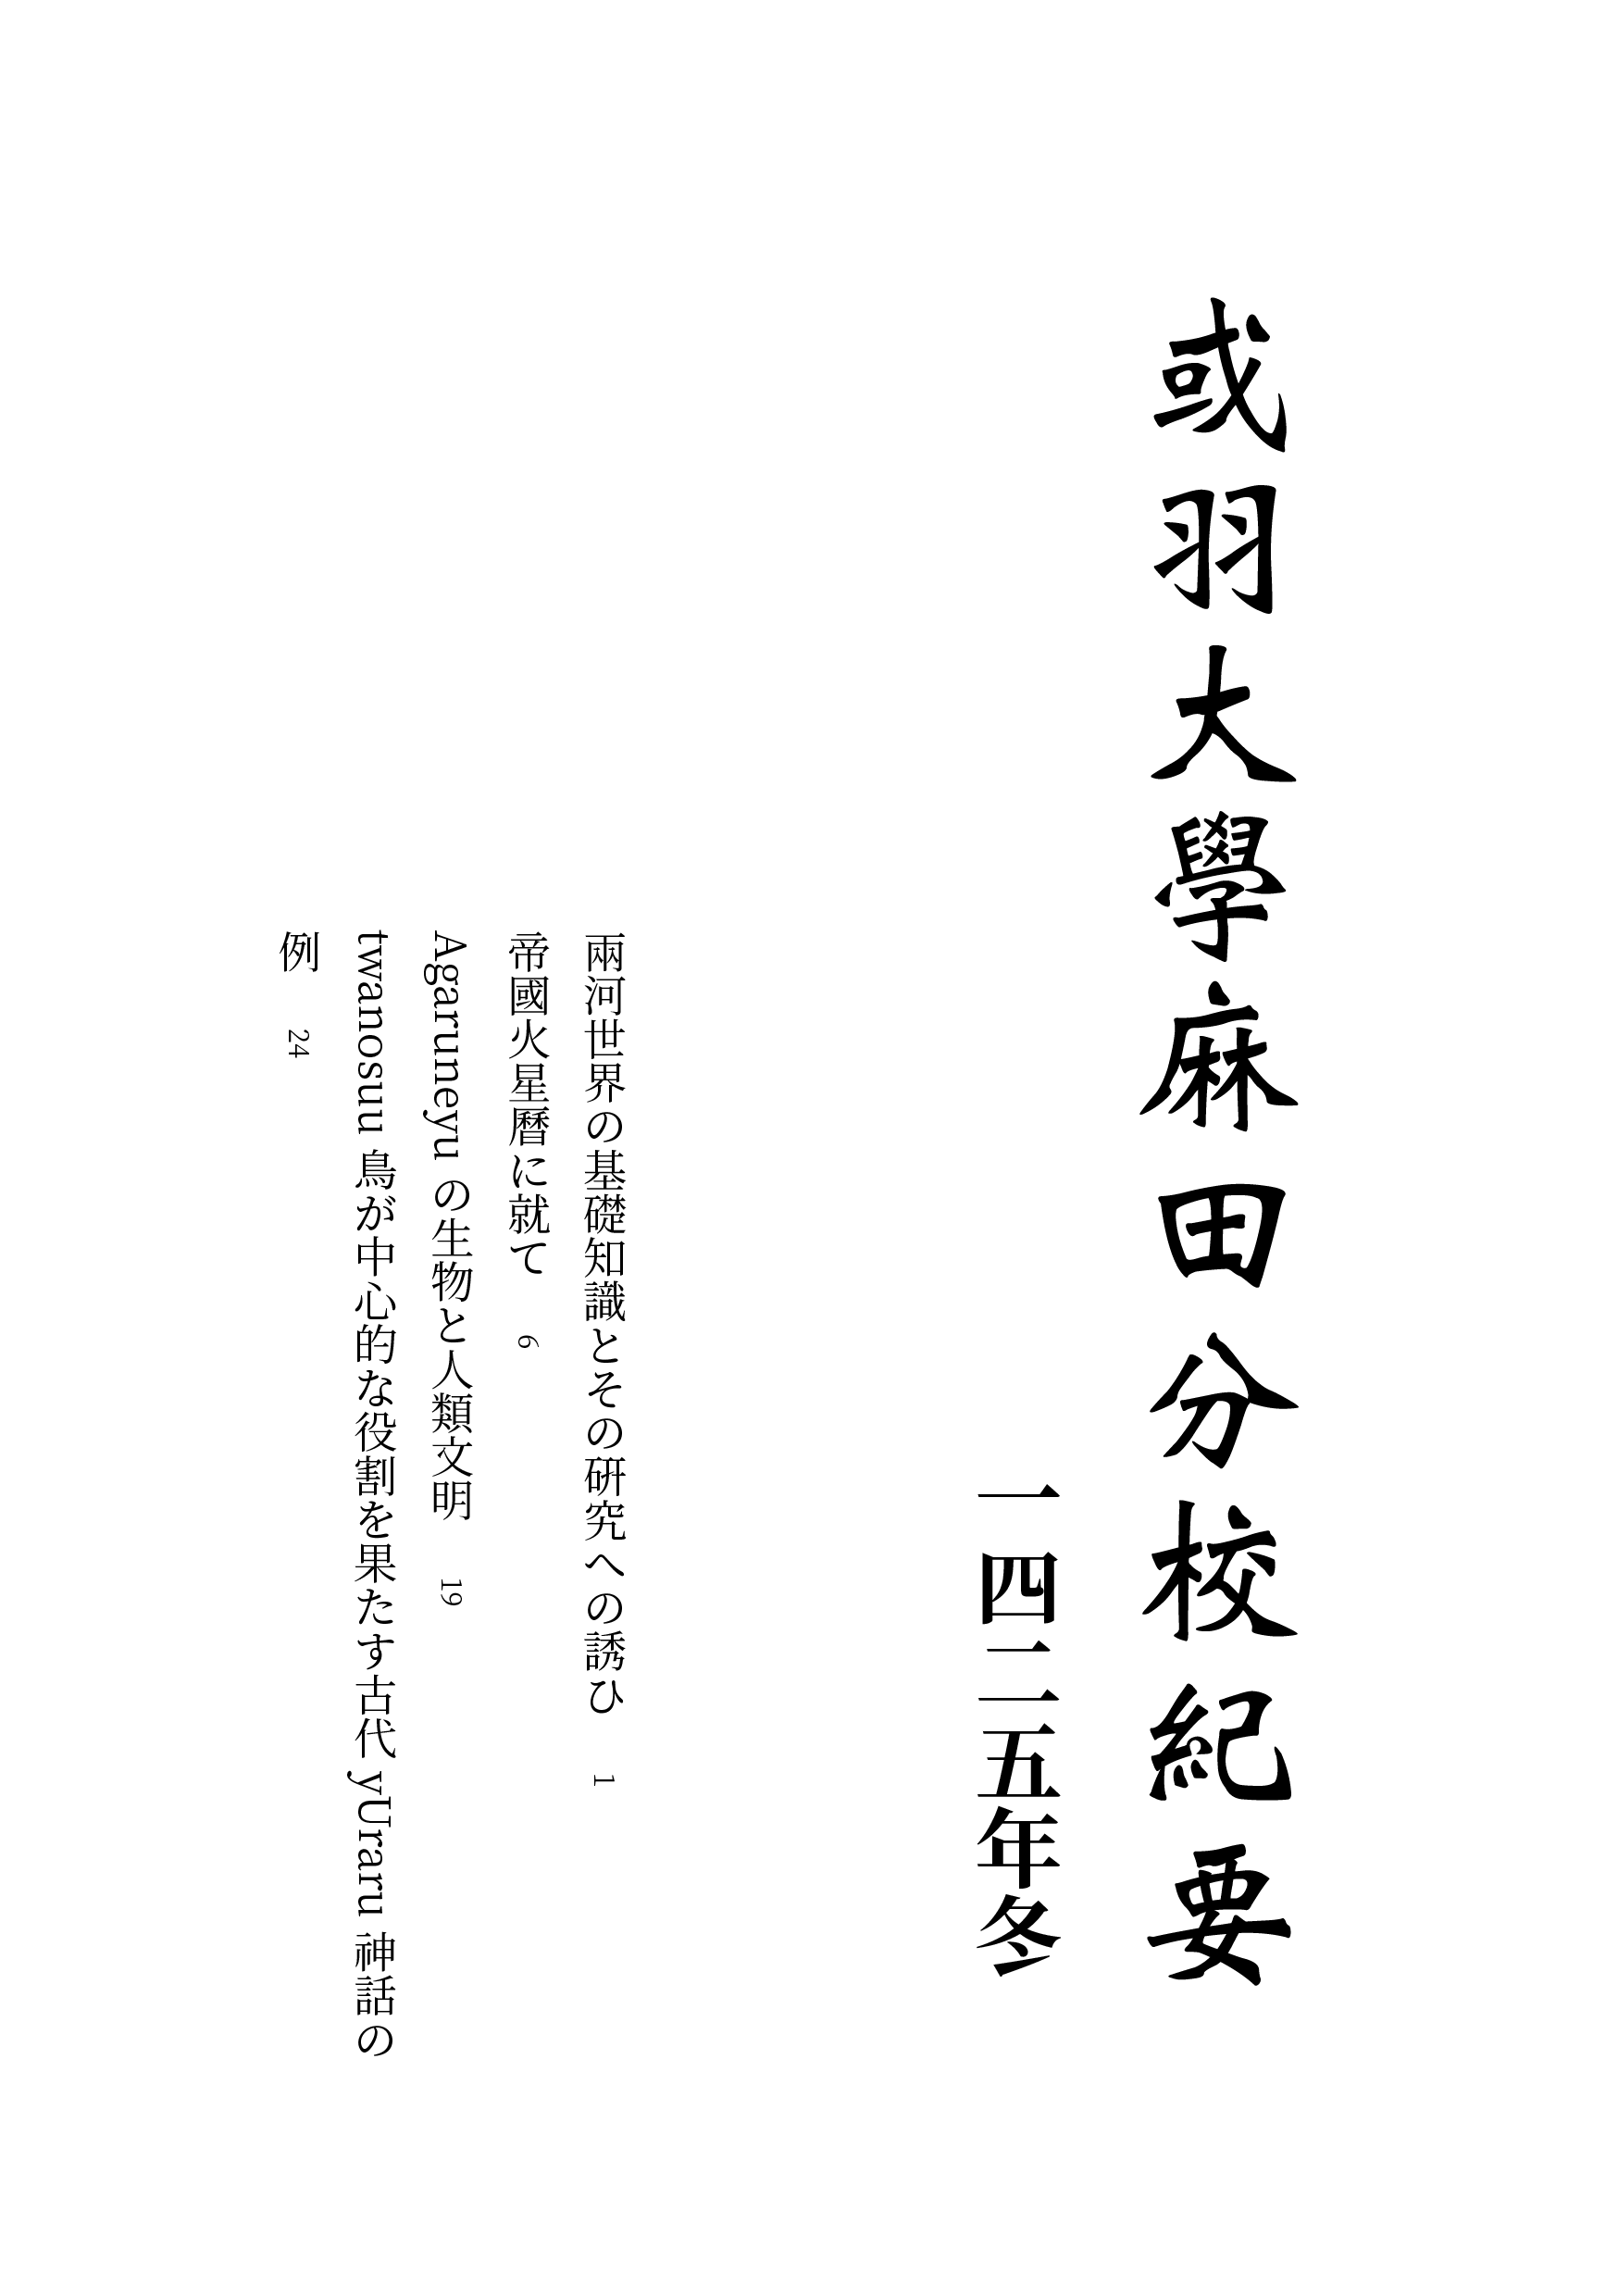 或羽大學麻田分校紀要
一四二五年冬
兩河世界の基礎知識とその研究への誘ひ 1
帝國火星曆に就て 6
Agarumeyu の生物と人類文明 19
twanosuu 鳥が中心的な役割を果たす古代 yUraru 神話の
例 24